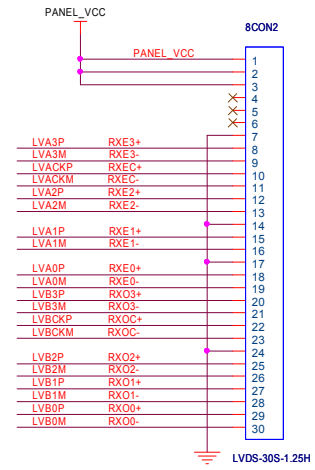 PANEL_VCC
8CON2
PANEL_VCC 1
2
3
4
5
6
7
LVA3P RXE3+ 8
LVA3M RXE3- 9
LVACKP RXEC+ 10
LVACKM RXEC- 11
LVA2P RXE2+ 12
LVA2M RXE2- 13
14
LVA1P RXE1+ 15
LVA1M RXE1- 16
17
LVA0P RXE0+ 18
LVA0M RXE0- 19
LVB3P RXO3+ 20
LVB3M RXO3- 21
LVBCKP RXOC+ 22
LVBCKM RXOC- 23
24
LVB2P RXO2+ 25
LVB2M RXO2- 26
LVB1P RXO1+ 27
LVB1M RXO1- 28
LVB0P RXO0+ 29
LVB0M RXO0- 30
LVDS-30S-1.25H